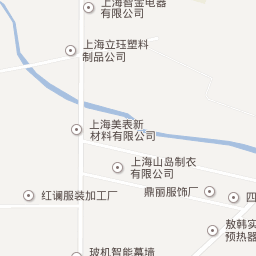 上海智金电器
有限公司
上海立珏塑料
制品公司
上海美表新
材料有限公司
上海山岛制衣
有限公司
鼎丽服饰厂
红谰服装加工厂
四
敖韩实
预热器
玻机智能幕墙